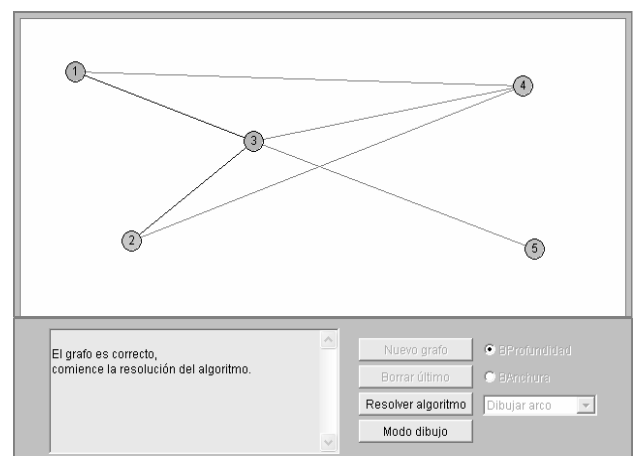 1
4
3
2
5
El grafo es correcto,
comience la resolución del algoritmo.
Nuevo grafo
BProfundidad
Borrar último
BAnchura
Resolver algoritmo
Dibujar arco
Modo dibujo